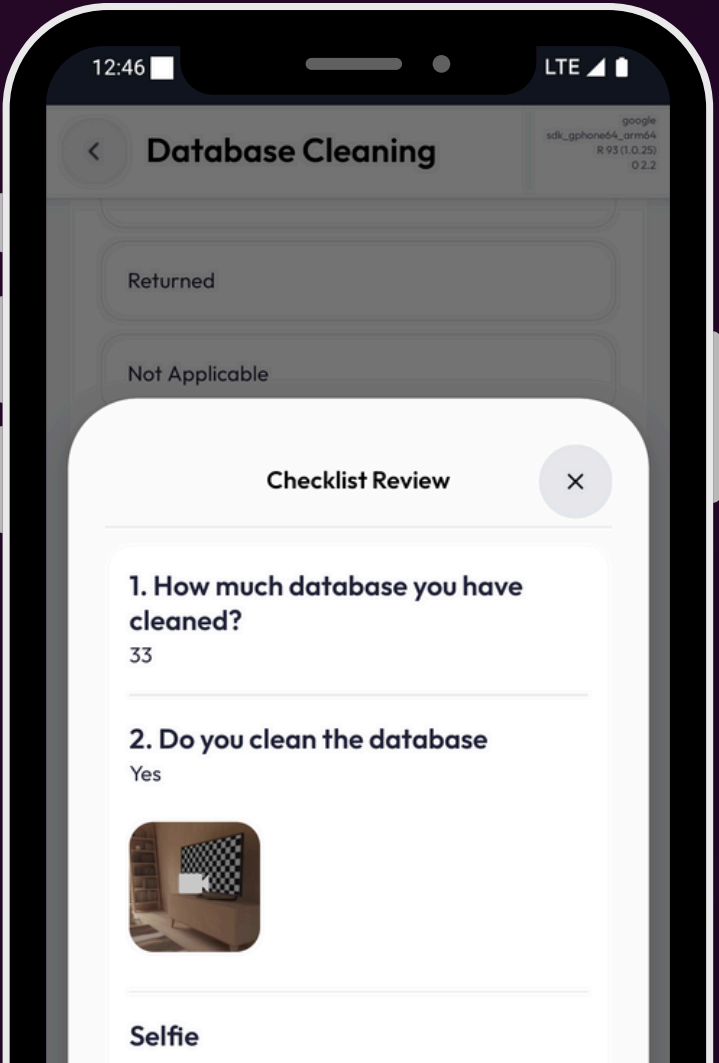 12:46
LTE
Database Cleaning
google
sdk_gphone64_arm64
R 93 (1.0.25)
0 2.2
Returned
Not Applicable
Checklist Review
1. How much database you have
cleaned?
33
2. Do you clean the database
Yes
Selfie